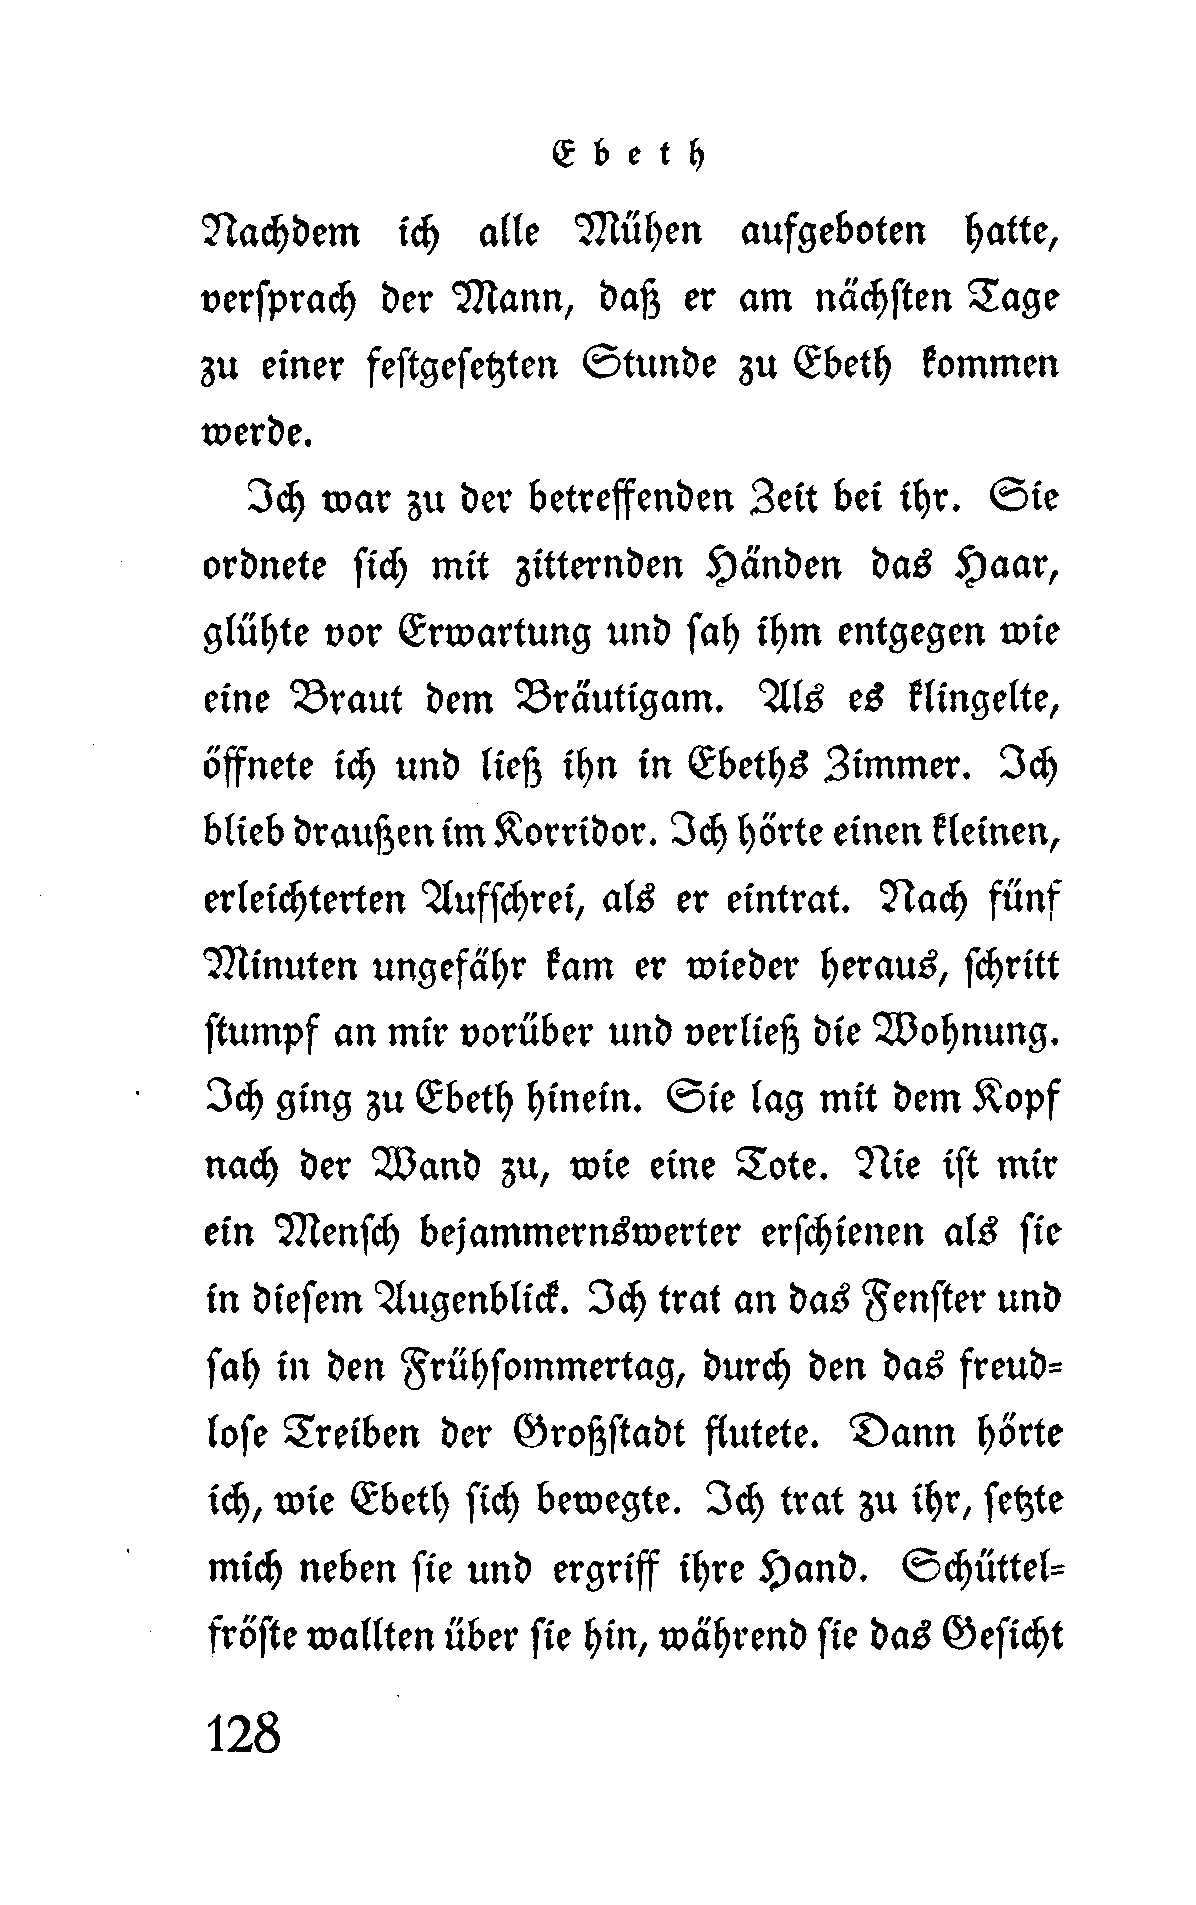 Ebeth
Nachdem ich alle Mühen aufgeboten hatte,
versprach der Mann, daß er am nächsten Tage
zu einer festgesetzten Stunde zu Ebeth kommen
werde.
Ich war zu der betreffenden Zeit bei ihr. Sie
ordnete sich mit zitternden Händen das Haar,
glühte vor Erwartung und sah ihm entgegen wie
eine Braut dem Bräutigam. Als es klingelte,
öffnete ich und ließ ihn in Ebeths Zimmer. Ich
blieb draußen im Korridor. Ich hörte einen kleinen,
erleichterten Aufschrei, als er eintrat. Nach fünf
Minuten ungefähr kam er wieder heraus, schritt
stumpf an mir vorüber und verließ die Wohnung.
Ich ging zu Ebeth hinein. Sie lag mit dem Kopf
nach der Wand zu, wie eine Tote. Nie ist mir
ein Mensch bejammernswerter erschienen als sie
in diesem Augenblick. Ich trat an das Fenster und
sah in den Frühsommertag, durch den das freud-
lose Treiben der Großstadt flutete. Dann hörte
ich, wie Ebeth sich bewegte. Ich trat zu ihr, setzte
mich neben sie und ergriff ihre Hand. Schüttel-
fröste wallten über sie hin, während sie das Gesicht
128